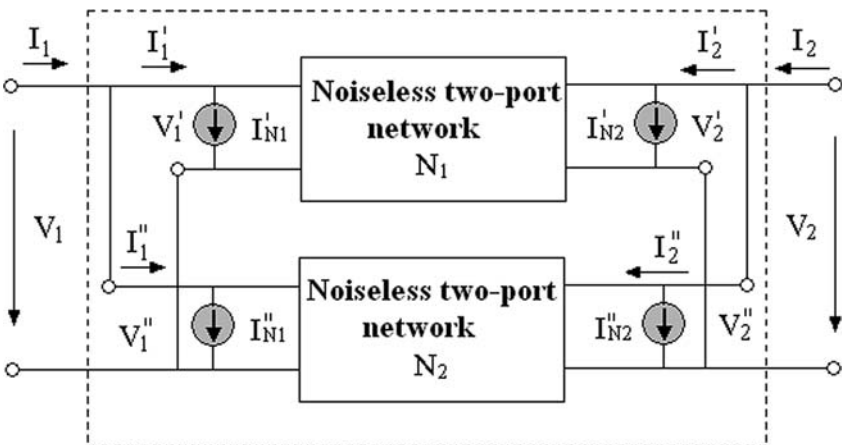 I₁ I₁' I₂' I₂
Noiseless two-port
network
N₁
V₁' I'N1 I'N2 V₂'
V₁ V₂
I₁" I₂"
Noiseless two-port
network
N₂
V₁" I"N1 I"N2 V₂"